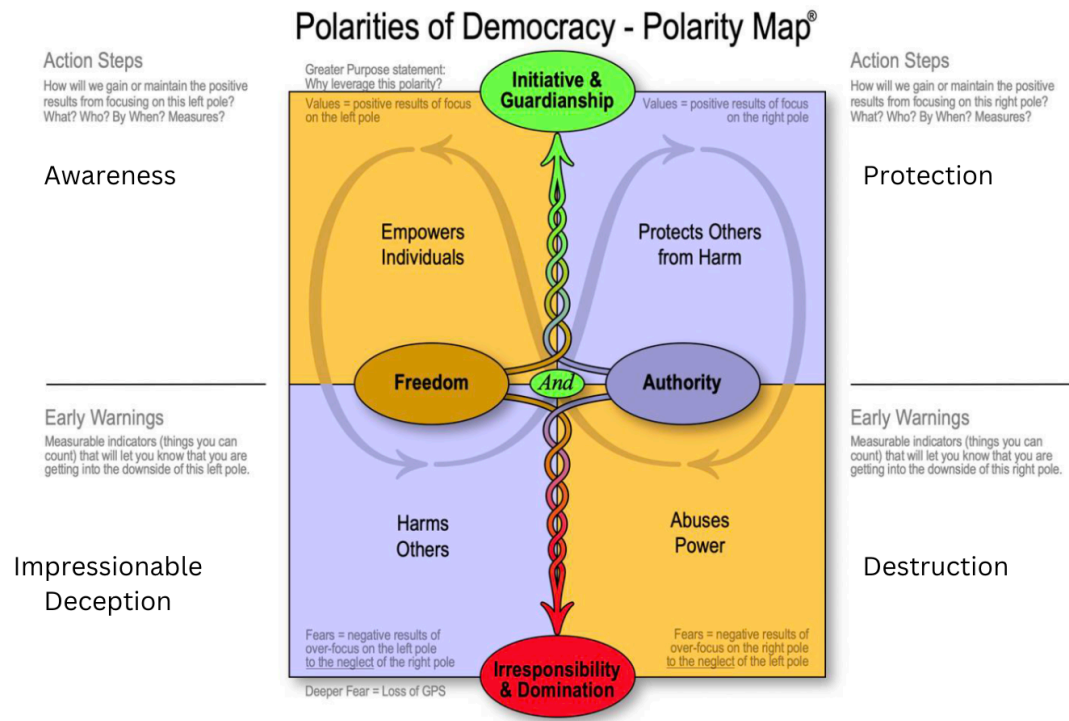 Polarities of Democracy - Polarity Map®
Action Steps
How will we gain or maintain the positive
results from focusing on this left pole?
What? Who? By When? Measures?
Awareness
Greater Purpose statement:
Why leverage this polarity?
Values = positive results of focus
on the left pole
Initiative &
Guardianship
Values = positive results of focus
on the right pole
Action Steps
How will we gain or maintain the positive
results from focusing on this right pole?
What? Who? By When? Measures?
Protection
Empowers
Individuals
Protects Others
from Harm
Freedom
And
Authority
Early Warnings
Measurable indicators (things you can
count) that will let you know that you are
getting into the downside of this left pole.
Impressionable
Deception
Harms
Others
Abuses
Power
Early Warnings
Measurable indicators (things you can
count) that will let you know that you are
getting into the downside of this right pole.
Destruction
Fears = negative results of
over-focus on the left pole
to the neglect of the right pole
Irresponsibility
& Domination
Fears = negative results of
over-focus on the right pole
to the neglect of the left pole
Deeper Fear = Loss of GPS